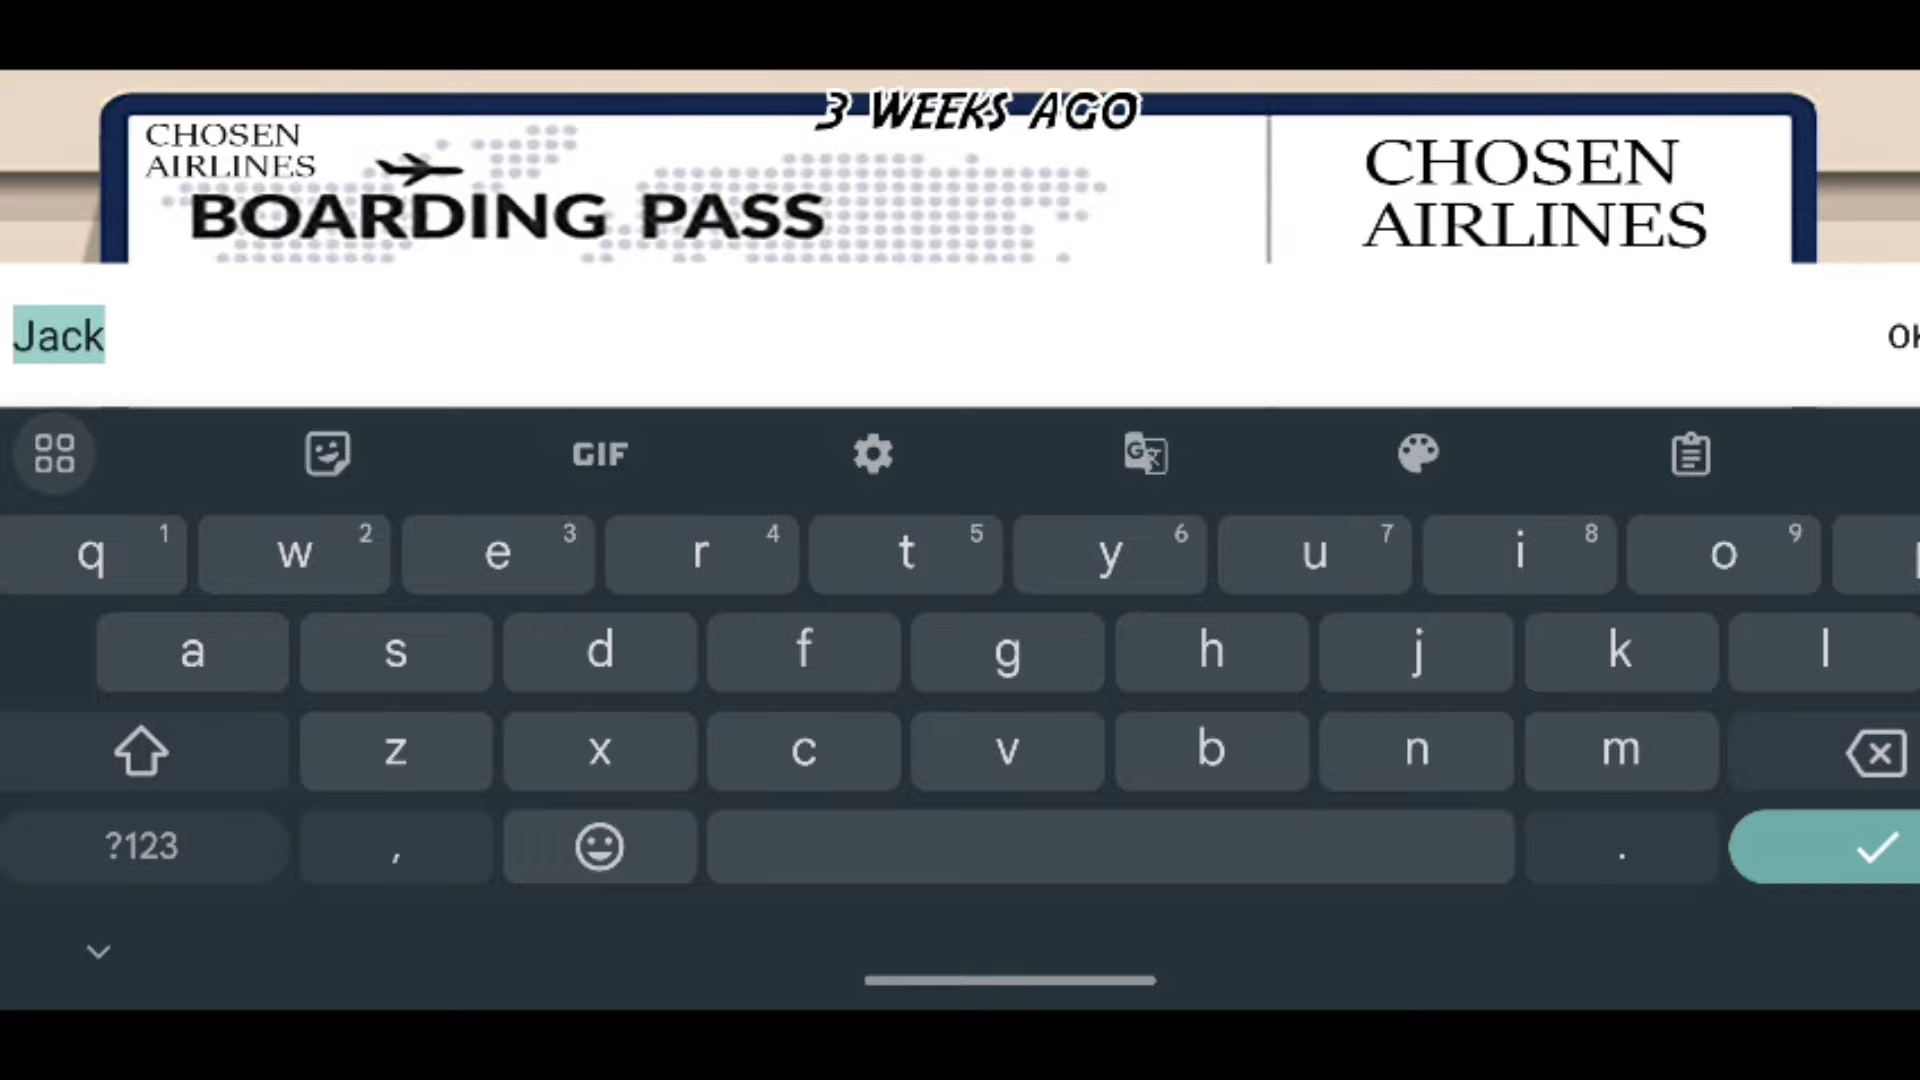 3 WEEKS AGO
CHOSEN
AIRLINES
BOARDING PASS
CHOSEN
AIRLINES
Jack
OK
GIF
q 1 w 2 e 3 r 4 t 5 y 6 u 7 i 8 o 9
a s d f g h j k l
z x c v b n m
?123 , .